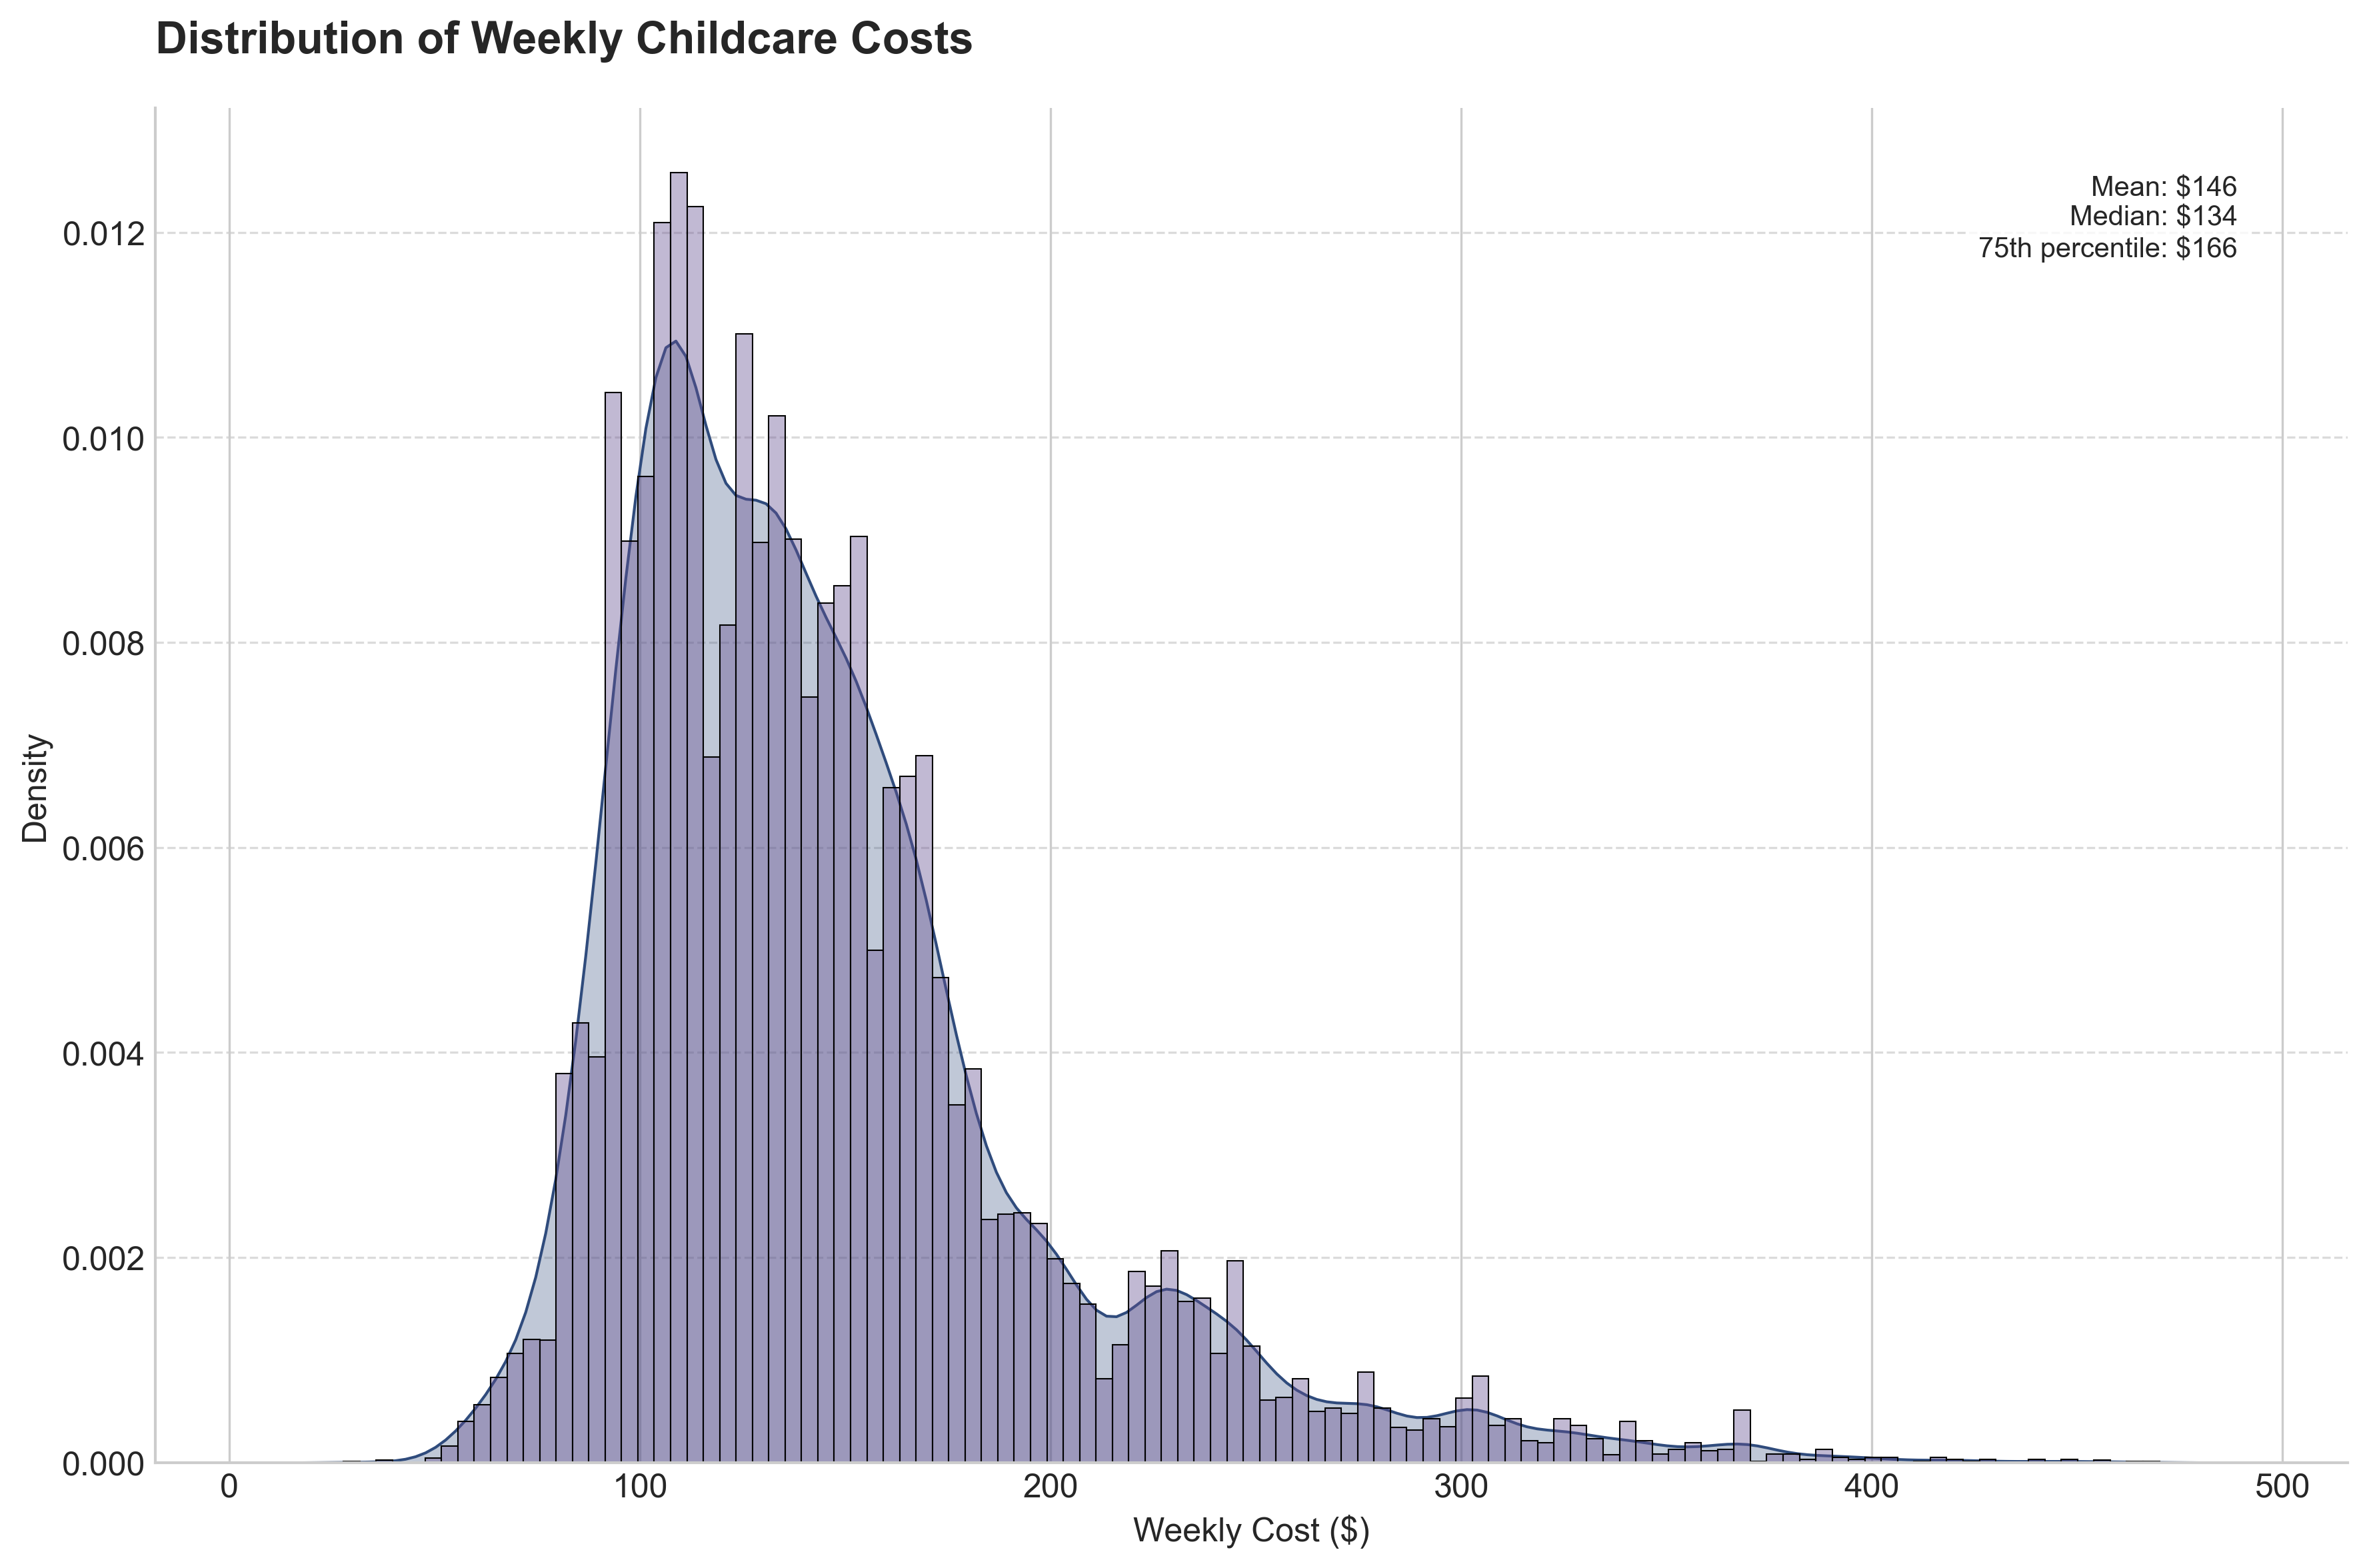 Distribution of Weekly Childcare Costs
Mean: $146
Median: $134
75th percentile: $166
Density
0.012
0.010
0.008
0.006
0.004
0.002
0.000
0 100 200 300 400 500
Weekly Cost ($)